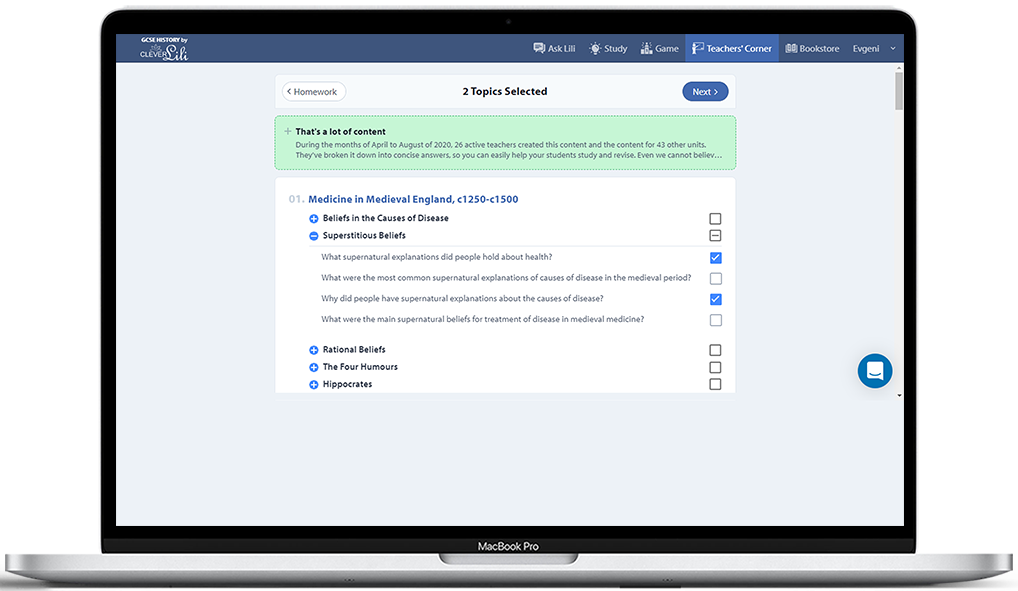 GCSE HISTORY by
CLEVER Lili
Ask Lili
Study
Game
Teachers' Corner
Bookstore
Evgeni
Homework
2 Topics Selected
Next
That's a lot of content
During the months of April to August of 2020, 26 active teachers created this content and the content for 43 other units.
They've broken it down into concise answers, so you can easily help your students study and revise. Even we cannot believ...
01. Medicine in Medieval England, c1250-c1500
Beliefs in the Causes of Disease
Superstitious Beliefs
What supernatural explanations did people hold about health?
What were the most common supernatural explanations of causes of disease in the medieval period?
Why did people have supernatural explanations about the causes of disease?
What were the main supernatural beliefs for treatment of disease in medieval medicine?
Rational Beliefs
The Four Humours
Hippocrates
MacBook Pro